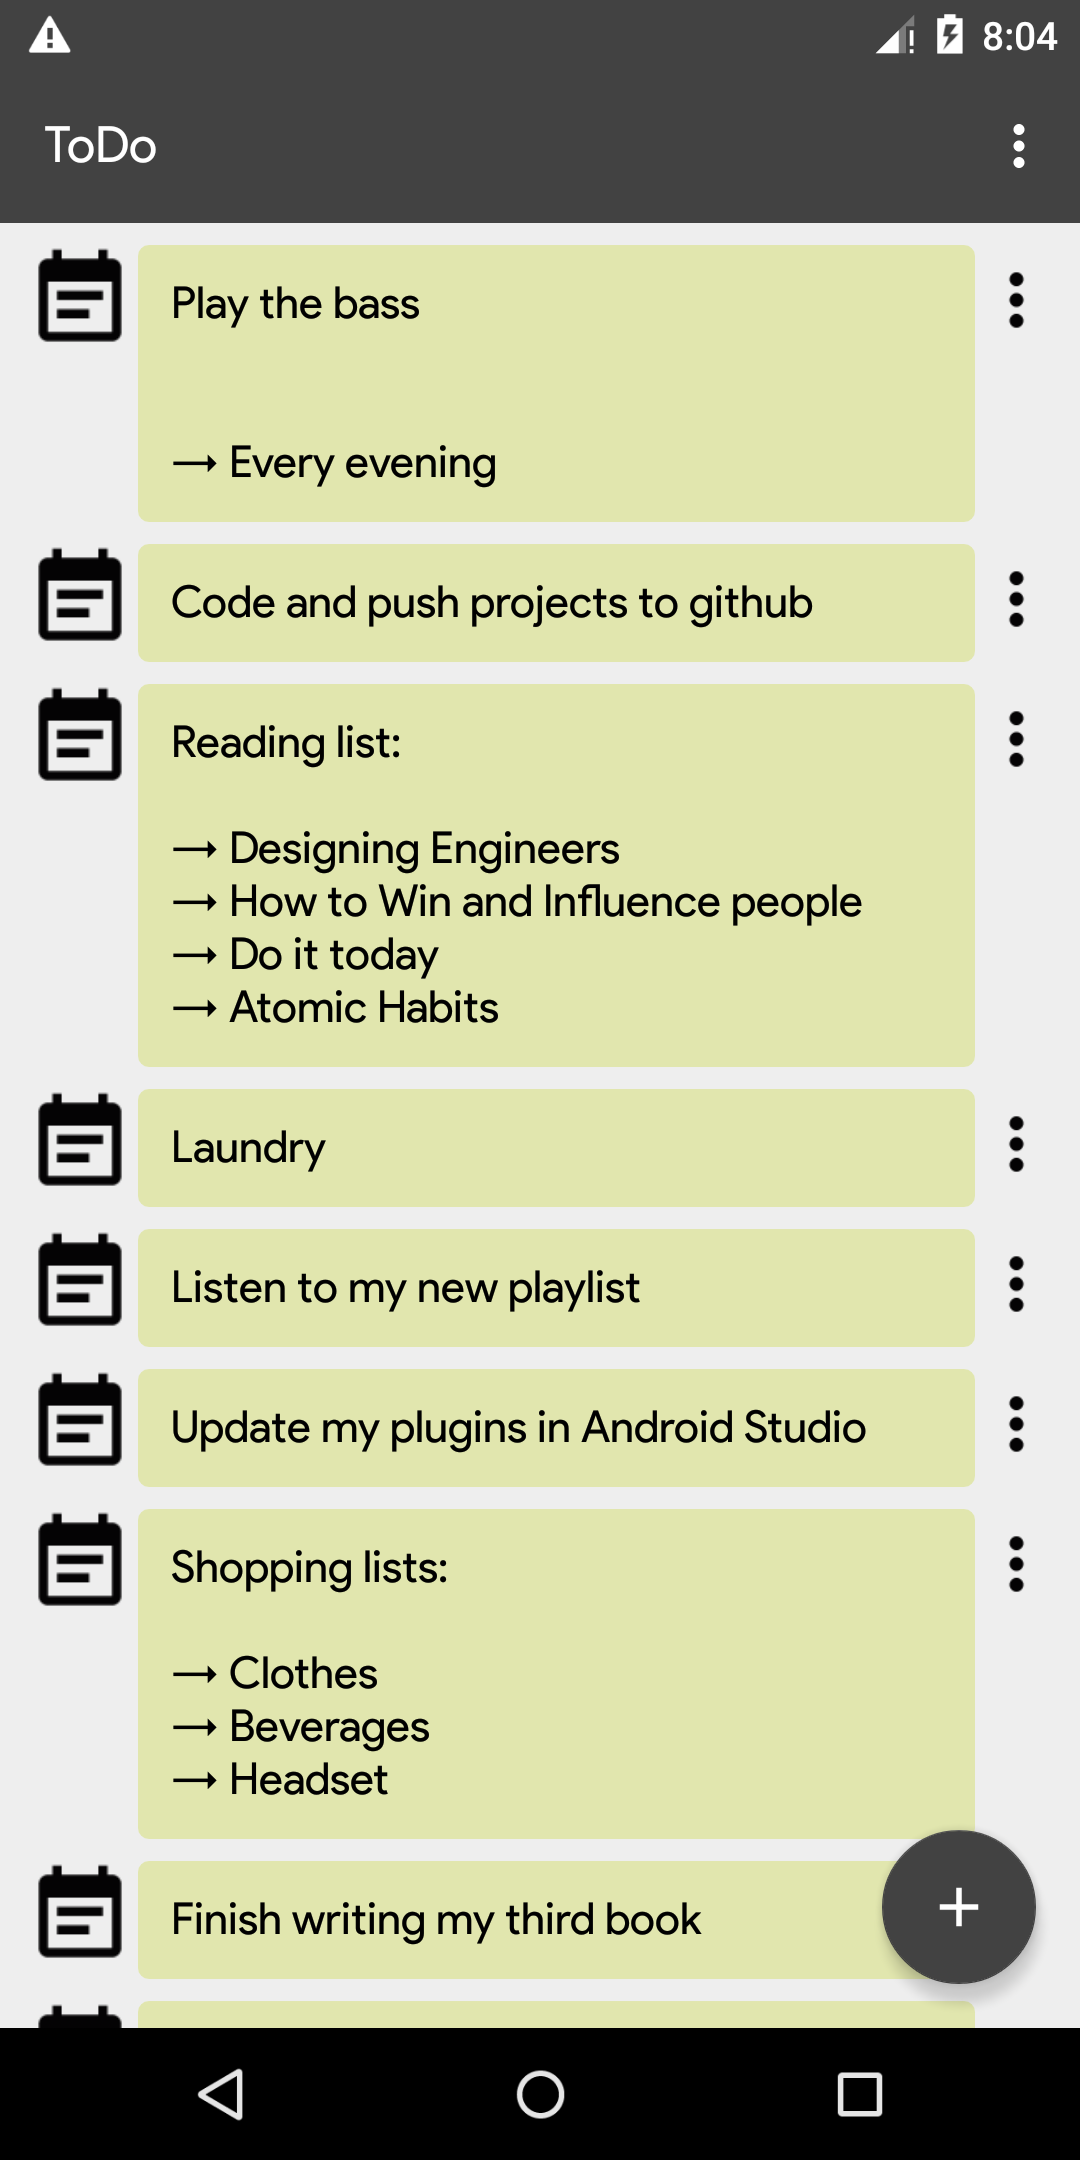 8:04
ToDo
Play the bass
→ Every evening
Code and push projects to github
Reading list:
→ Designing Engineers
→ How to Win and Influence people
→ Do it today
→ Atomic Habits
Laundry
Listen to my new playlist
Update my plugins in Android Studio
Shopping lists:
→ Clothes
→ Beverages
→ Headset
Finish writing my third book